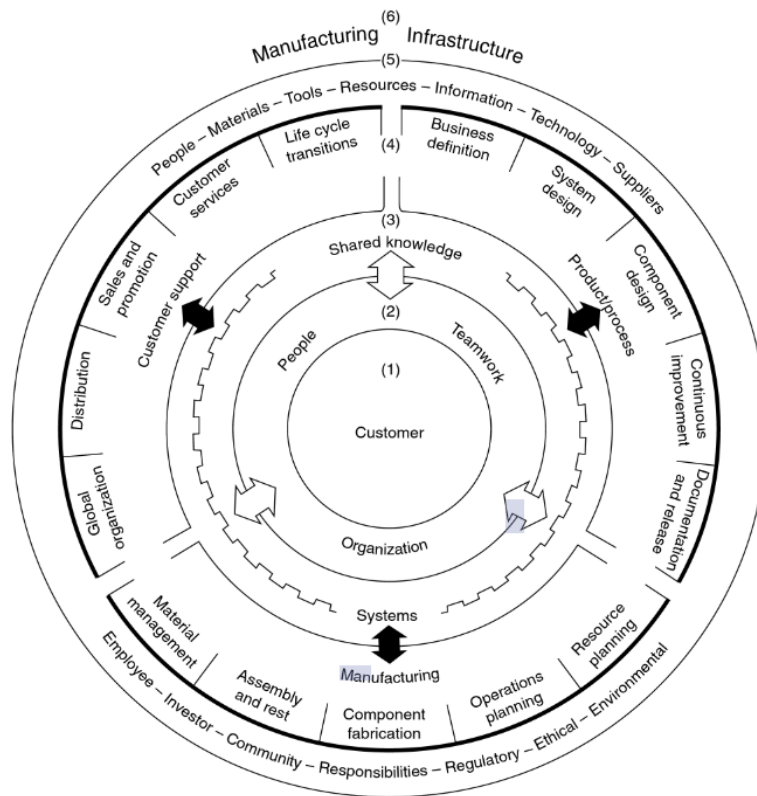 (6)
Manufacturing Infrastructure
(5)
People – Materials – Tools – Resources – Information – Technology – Suppliers
(4)
Life cycle
transitions
Business
definition
Customer
services
System
design
Sales and
promotion
Component
design
Distribution
Continuous
improvement
Global
organization
Documentation
and release
Customer support
Product/process
(3)
Shared knowledge
(2)
People
Teamwork
(1)
Customer
Organization
Systems
Manufacturing
Material
management
Assembly
and rest
Component
fabrication
Operations
planning
Resource
planning
Employee – Investor – Community – Responsibilities – Regulatory – Ethical – Environmental